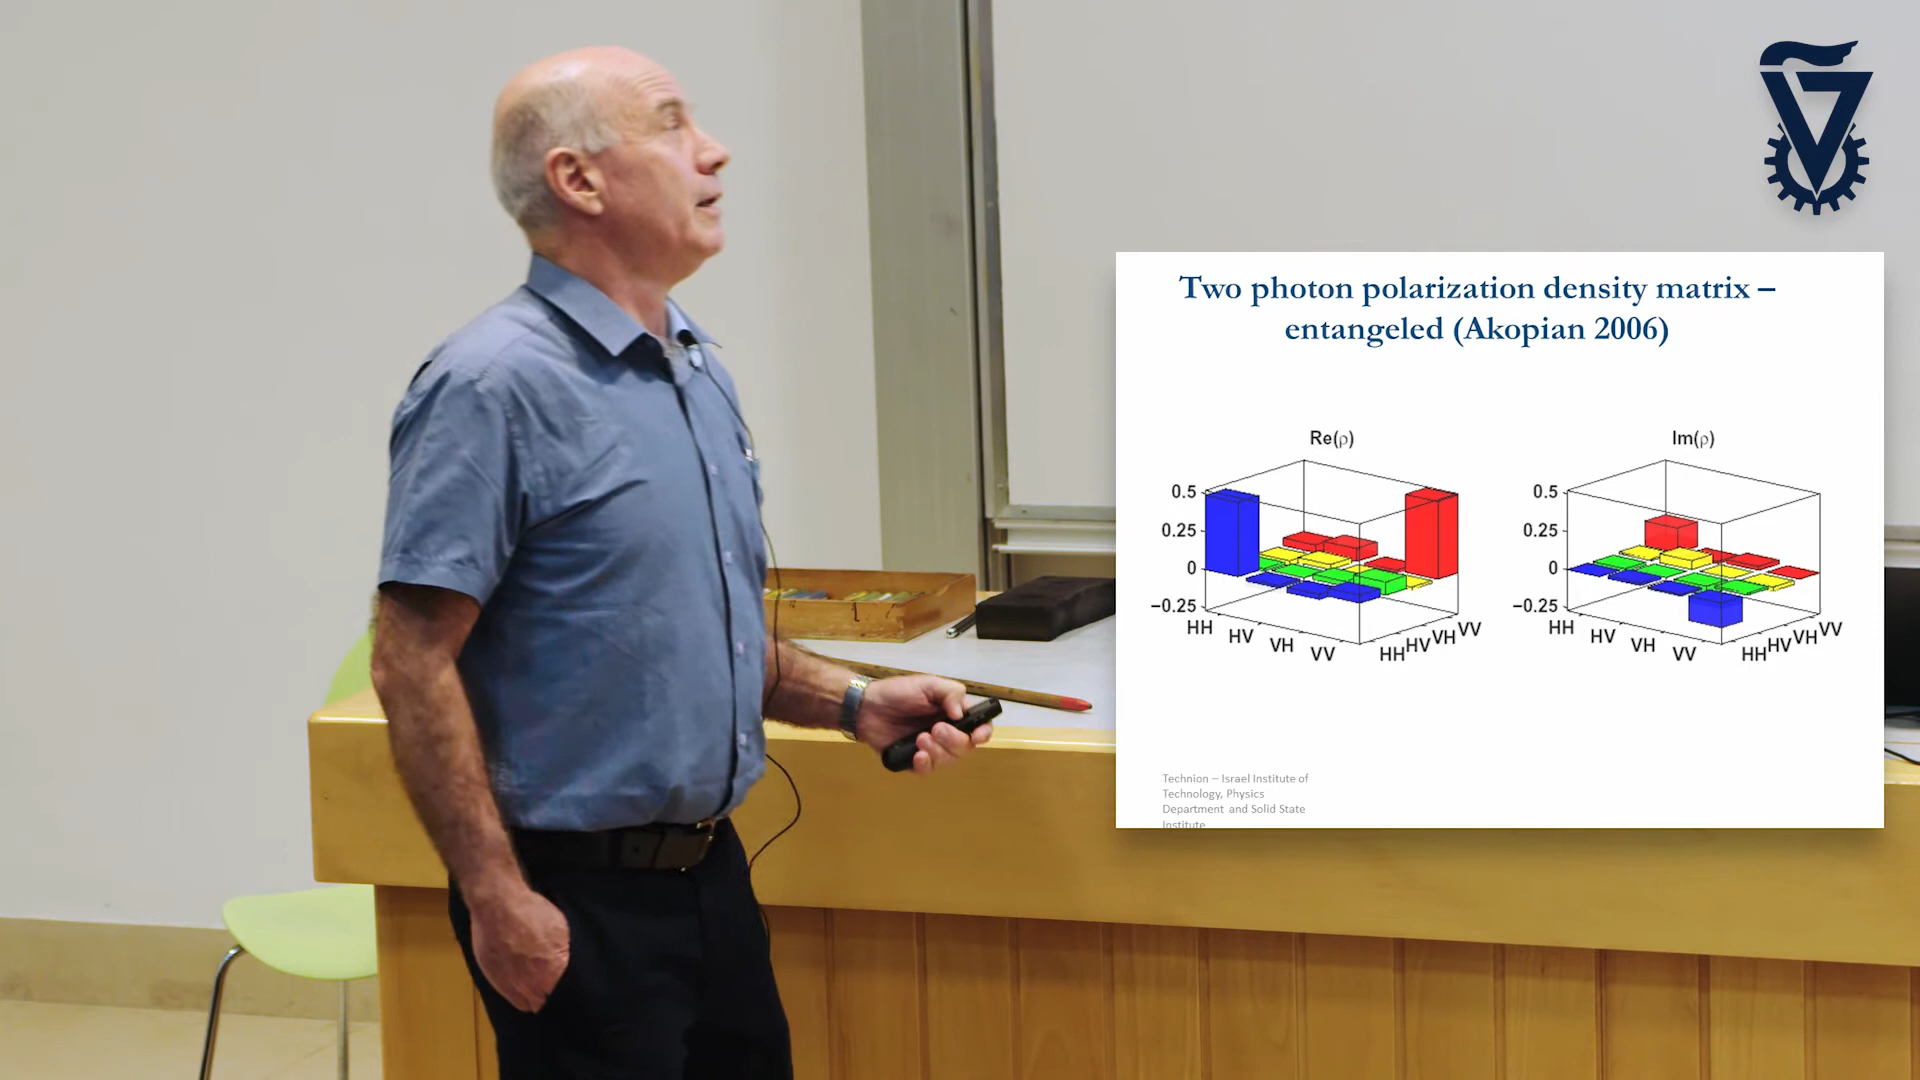 Two photon polarization density matrix –
entangeled (Akopian 2006)
Re(ρ)
0.5
0.25
0
−0.25
HH
HV
VH
VV
HH
HV
VH
VV
Im(ρ)
0.5
0.25
0
−0.25
HH
HV
VH
VV
HH
HV
VH
VV
Technion – Israel Institute of
Technology, Physics
Department and Solid State
Institute